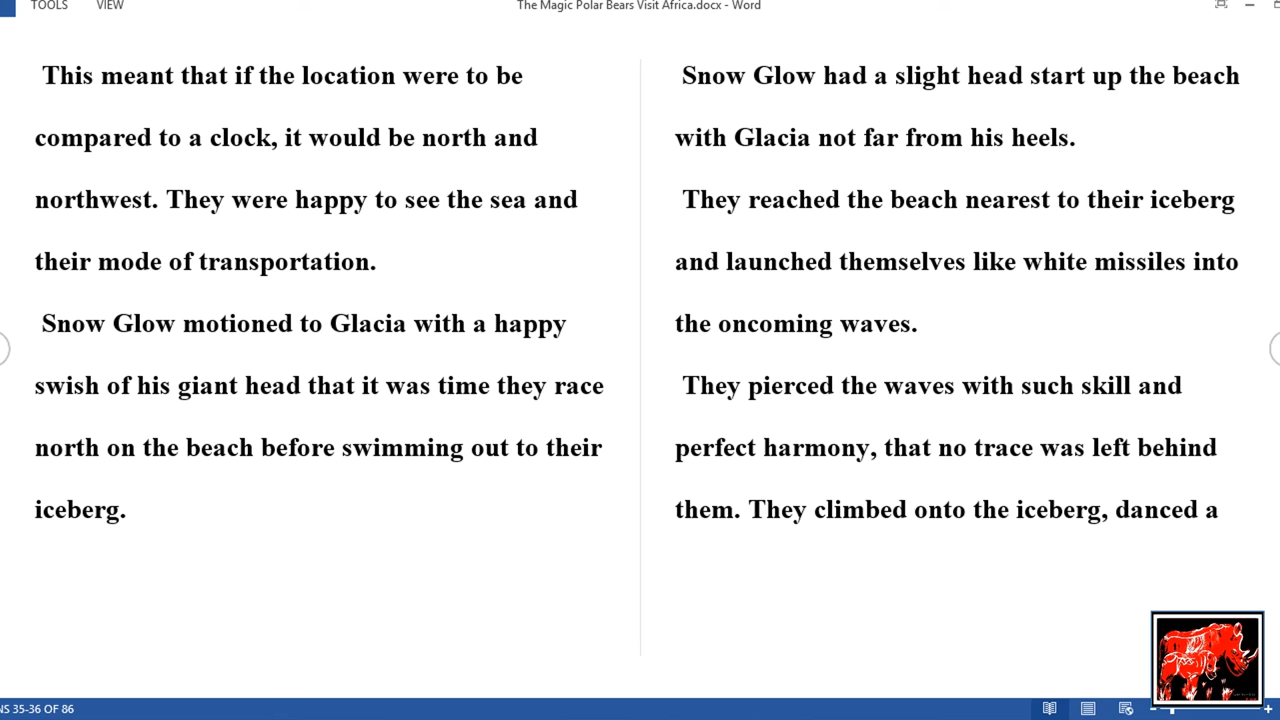 TOOLS VIEW The Magic Polar Bears Visit Africa.docx - Word
This meant that if the location were to be
compared to a clock, it would be north and
northwest. They were happy to see the sea and
their mode of transportation.
Snow Glow motioned to Glacia with a happy
swish of his giant head that it was time they race
north on the beach before swimming out to their
iceberg.
Snow Glow had a slight head start up the beach
with Glacia not far from his heels.
They reached the beach nearest to their iceberg
and launched themselves like white missiles into
the oncoming waves.
They pierced the waves with such skill and
perfect harmony, that no trace was left behind
them. They climbed onto the iceberg, danced a
NS 35-36 OF 86